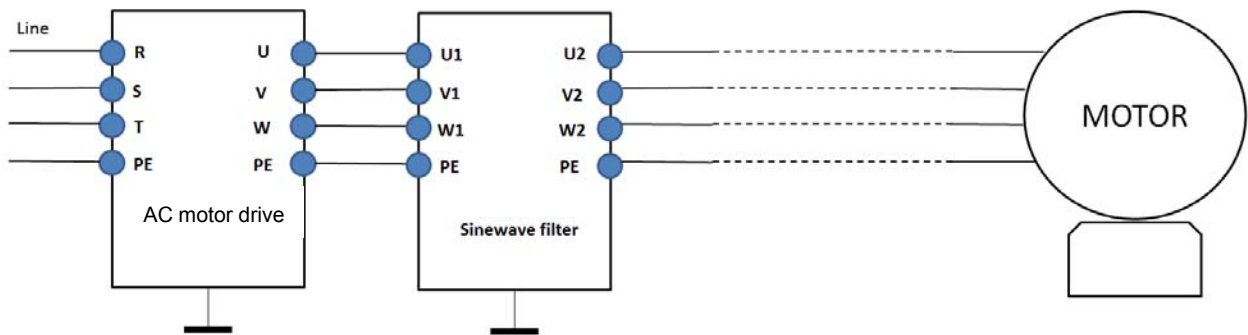 Line
R U U1 U2
S V V1 V2
T W W1 W2
PE PE PE PE
MOTOR
AC motor drive
Sinewave filter